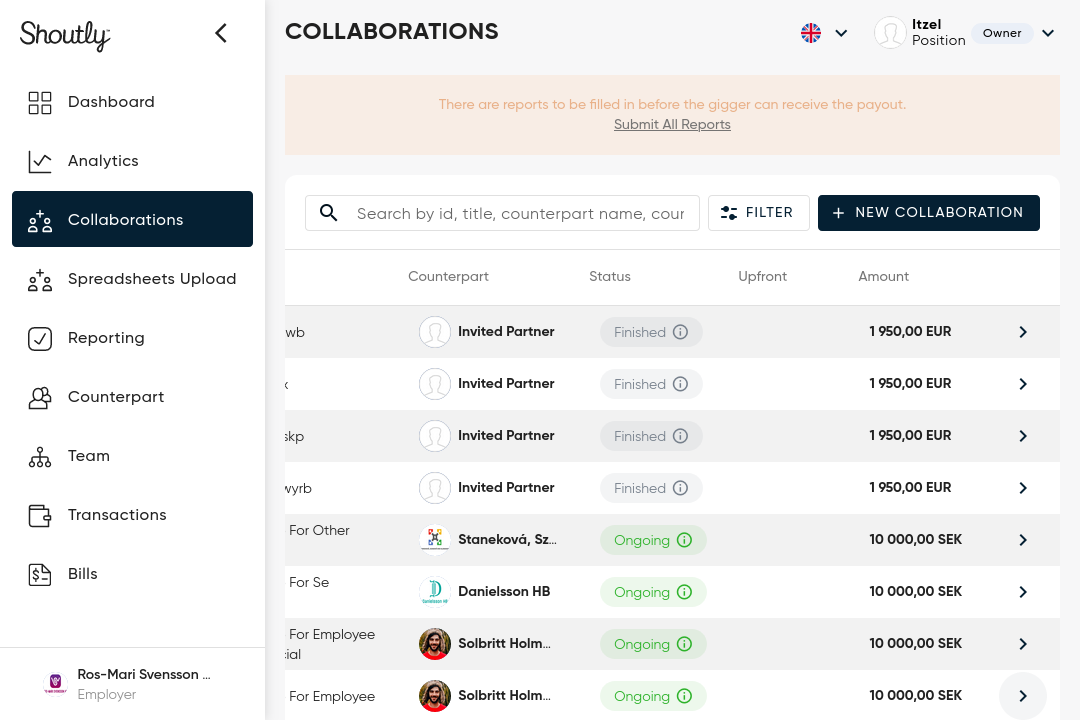 Shoutly
COLLABORATIONS
Itzel
Position
Owner
Dashboard
Analytics
Collaborations
Spreadsheets Upload
Reporting
Counterpart
Team
Transactions
Bills
Ros-Mari Svensson ...
Employer
There are reports to be filled in before the gigger can receive the payout.
Submit All Reports
Search by id, title, counterpart name, cour
FILTER
+ NEW COLLABORATION
Counterpart Status Upfront Amount
wb Invited Partner Finished 1 950,00 EUR
Invited Partner Finished 1 950,00 EUR
skp Invited Partner Finished 1 950,00 EUR
wyrb Invited Partner Finished 1 950,00 EUR
For Other Staneková, Sz... Ongoing 10 000,00 SEK
For Se Danielsson HB Ongoing 10 000,00 SEK
For Employee
cial Solbritt Holm... Ongoing 10 000,00 SEK
For Employee Solbritt Holm... Ongoing 10 000,00 SEK